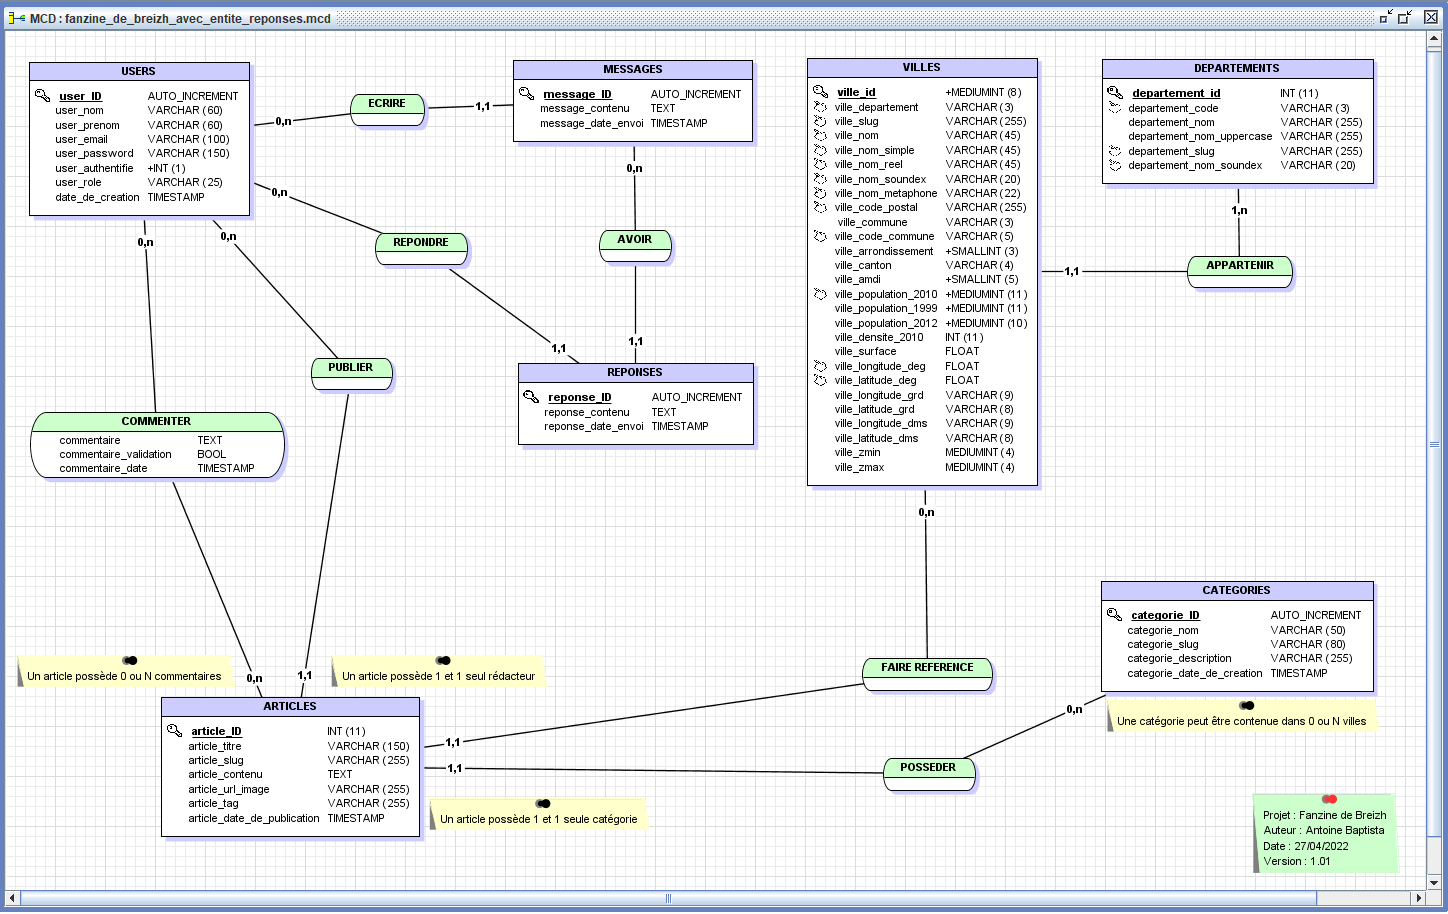 MCD : fanzine_de_breizh_avec_entite_reponses.mcd
USERS
user_ID AUTO_INCREMENT
user_nom VARCHAR (60)
user_prenom VARCHAR (60)
user_email VARCHAR (100)
user_password VARCHAR (150)
user_authentifie +INT (1)
user_role VARCHAR (25)
date_de_creation TIMESTAMP
ECRIRE
0,n
1,1
MESSAGES
message_ID AUTO_INCREMENT
message_contenu TEXT
message_date_envoi TIMESTAMP
VILLES
ville_id +MEDIUMINT (8)
ville_departement VARCHAR (3)
ville_slug VARCHAR (255)
ville_nom VARCHAR (45)
ville_nom_simple VARCHAR (45)
ville_nom_reel VARCHAR (45)
ville_nom_soundex VARCHAR (20)
ville_nom_metaphone VARCHAR (22)
ville_code_postal VARCHAR (255)
ville_commune VARCHAR (3)
ville_code_commune VARCHAR (5)
ville_arrondissement +SMALLINT (3)
ville_canton VARCHAR (4)
ville_amdi +SMALLINT (5)
ville_population_2010 +MEDIUMINT (11)
ville_population_1999 +MEDIUMINT (11)
ville_population_2012 +MEDIUMINT (10)
ville_densite_2010 INT (11)
ville_surface FLOAT
ville_longitude_deg FLOAT
ville_latitude_deg FLOAT
ville_longitude_grd VARCHAR (9)
ville_latitude_grd VARCHAR (8)
ville_longitude_dms VARCHAR (9)
ville_latitude_dms VARCHAR (8)
ville_zmin MEDIUMINT (4)
ville_zmax MEDIUMINT (4)
DEPARTEMENTS
departement_id INT (11)
departement_code VARCHAR (3)
departement_nom VARCHAR (255)
departement_nom_uppercase VARCHAR (255)
departement_slug VARCHAR (255)
departement_nom_soundex VARCHAR (20)
0,n
0,n
0,n
0,n
1,n
REPONDRE
AVOIR
APPARTENIR
1,1
1,1
1,1
PUBLIER
REPONSES
reponse_ID AUTO_INCREMENT
reponse_contenu TEXT
reponse_date_envoi TIMESTAMP
COMMENTER
commentaire TEXT
commentaire_validation BOOL
commentaire_date TIMESTAMP
0,n
CATEGORIES
categorie_ID AUTO_INCREMENT
categorie_nom VARCHAR (50)
categorie_slug VARCHAR (80)
categorie_description VARCHAR (255)
categorie_date_de_creation TIMESTAMP
FAIRE REFERENCE
Un article possède 0 ou N commentaires
0,n
1,1
Un article possède 1 et 1 seul rédacteur
0,n
Une catégorie peut être contenue dans 0 ou N villes
ARTICLES
article_ID INT (11)
article_titre VARCHAR (150)
article_slug VARCHAR (255)
article_contenu TEXT
article_url_image VARCHAR (255)
article_tag VARCHAR (255)
article_date_de_publication TIMESTAMP
1,1
1,1
POSSEDER
Un article possède 1 et 1 seule catégorie
Projet : Fanzine de Breizh
Auteur : Antoine Baptista
Date : 27/04/2022
Version : 1.01